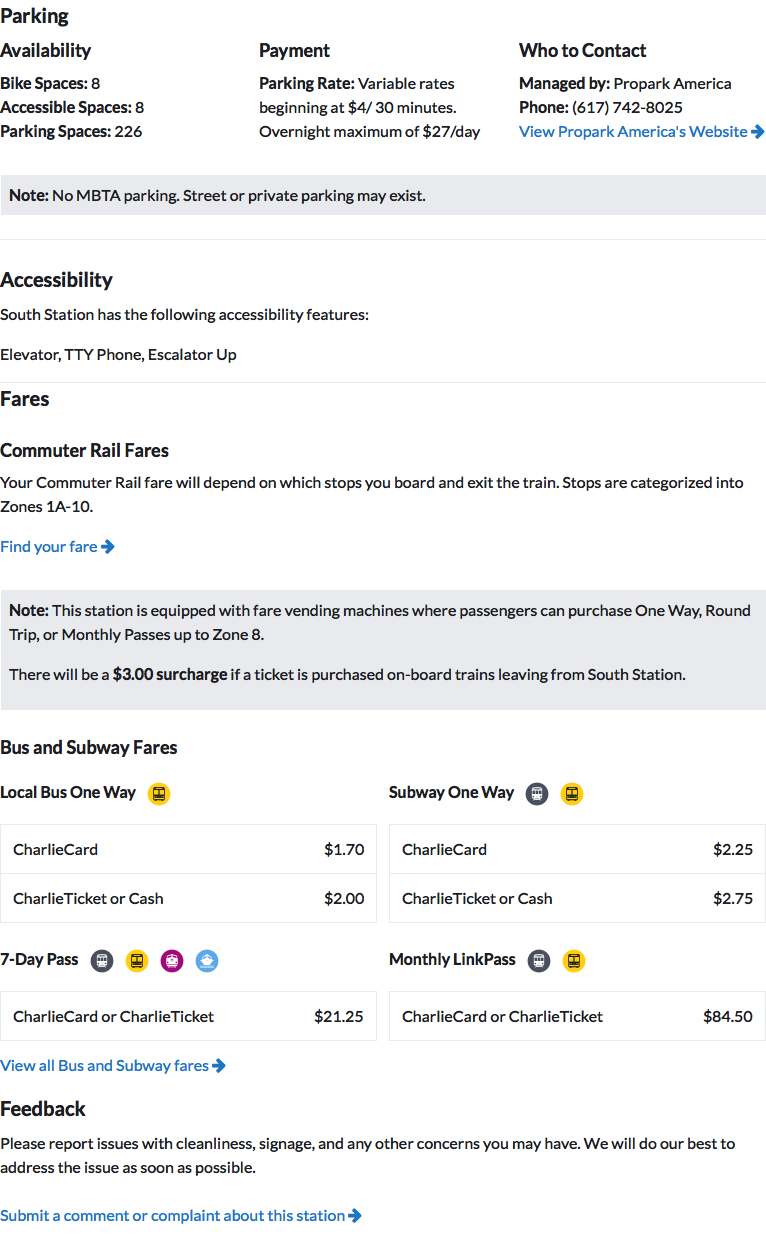 Parking
Availability
Bike Spaces: 8
Accessible Spaces: 8
Parking Spaces: 226
Payment
Parking Rate: Variable rates
beginning at $4/ 30 minutes.
Overnight maximum of $27/day
Who to Contact
Managed by: Propark America
Phone: (617) 742-8025
View Propark America's Website
Note: No MBTA parking. Street or private parking may exist.
Accessibility
South Station has the following accessibility features:
Elevator, TTY Phone, Escalator Up
Fares
Commuter Rail Fares
Your Commuter Rail fare will depend on which stops you board and exit the train. Stops are categorized into
Zones 1A-10.
Find your fare
Note: This station is equipped with fare vending machines where passengers can purchase One Way, Round
Trip, or Monthly Passes up to Zone 8.
There will be a $3.00 surcharge if a ticket is purchased on-board trains leaving from South Station.
Bus and Subway Fares
Local Bus One Way
CharlieCard $1.70
CharlieTicket or Cash $2.00
Subway One Way
CharlieCard $2.25
CharlieTicket or Cash $2.75
7-Day Pass
CharlieCard or CharlieTicket $21.25
Monthly LinkPass
CharlieCard or CharlieTicket $84.50
View all Bus and Subway fares
Feedback
Please report issues with cleanliness, signage, and any other concerns you may have. We will do our best to
address the issue as soon as possible.
Submit a comment or complaint about this station